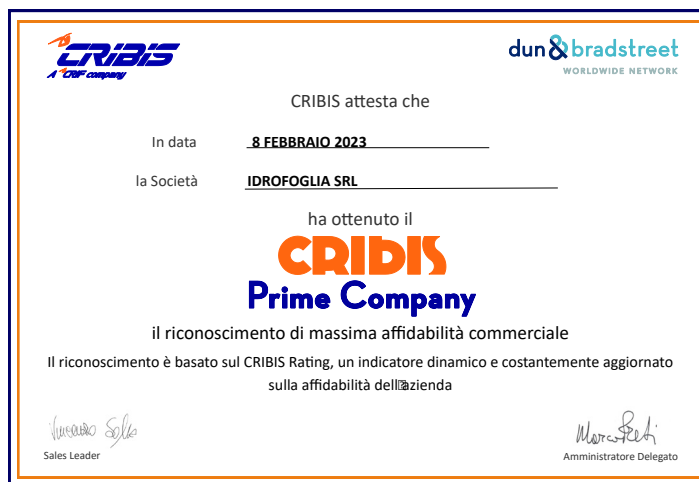 CRIBIS
A CRIF company
dun & bradstreet
WORLDWIDE NETWORK
CRIBIS attesta che
In data 8 FEBBRAIO 2023
la Società IDROFOGLIA SRL
ha ottenuto il
CRIBIS
Prime Company
il riconoscimento di massima affidabilità commerciale
Il riconoscimento è basato sul CRIBIS Rating, un indicatore dinamico e costantemente aggiornato
sulla affidabilità dell􀀀azienda
Sales Leader
Marco Preti
Amministratore Delegato